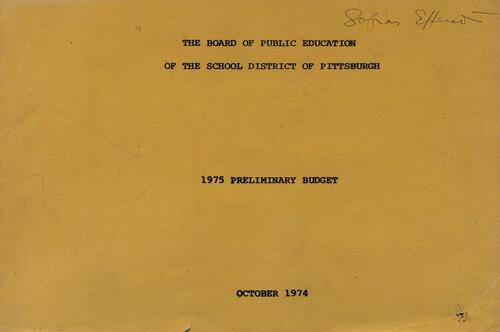 THE BOARD OF PUBLIC EDUCATION
OF THE SCHOOL DISTRICT OF PITTSBURGH
1975 PRELIMINARY BUDGET
OCTOBER 1974